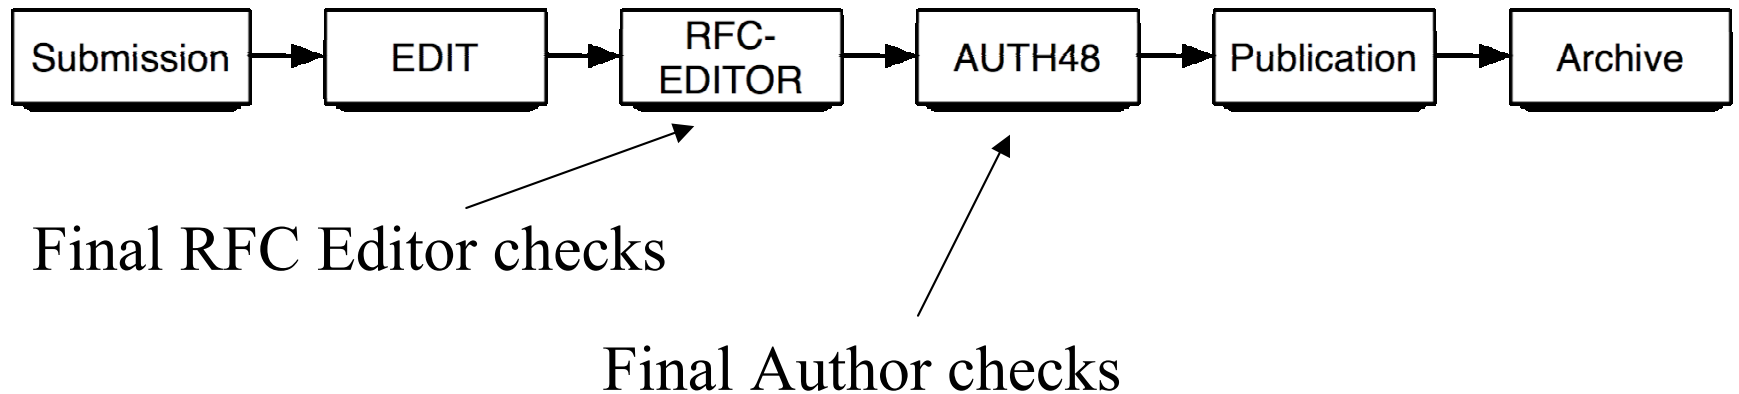 Submission
EDIT
RFC-
EDITOR
AUTH48
Publication
Archive
Final RFC Editor checks
Final Author checks